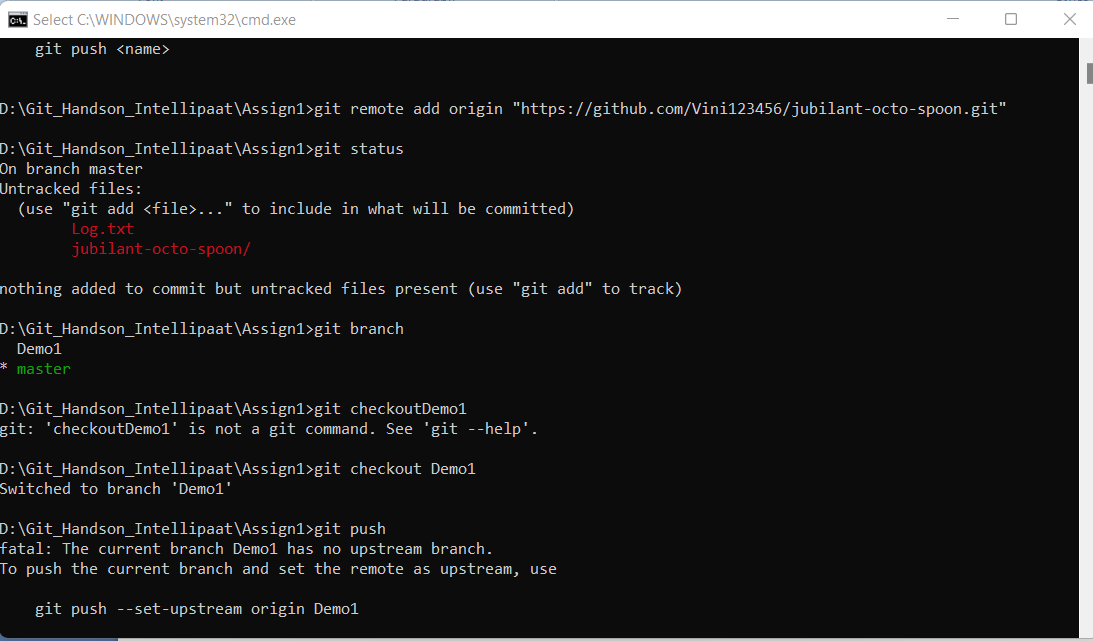 Select C:\WINDOWS\system32\cmd.exe
git push <name>
D:\Git_Handson_Intellipaat\Assign1>git remote add origin "https://github.com/Vini123456/jubilant-octo-spoon.git"
D:\Git_Handson_Intellipaat\Assign1>git status
On branch master
Untracked files:
(use "git add <file>..." to include in what will be committed)
Log.txt
jubilant-octo-spoon/
nothing added to commit but untracked files present (use "git add" to track)
D:\Git_Handson_Intellipaat\Assign1>git branch
Demo1
* master
D:\Git_Handson_Intellipaat\Assign1>git checkoutDemo1
git: 'checkoutDemo1' is not a git command. See 'git --help'.
D:\Git_Handson_Intellipaat\Assign1>git checkout Demo1
Switched to branch 'Demo1'
D:\Git_Handson_Intellipaat\Assign1>git push
fatal: The current branch Demo1 has no upstream branch.
To push the current branch and set the remote as upstream, use
git push --set-upstream origin Demo1